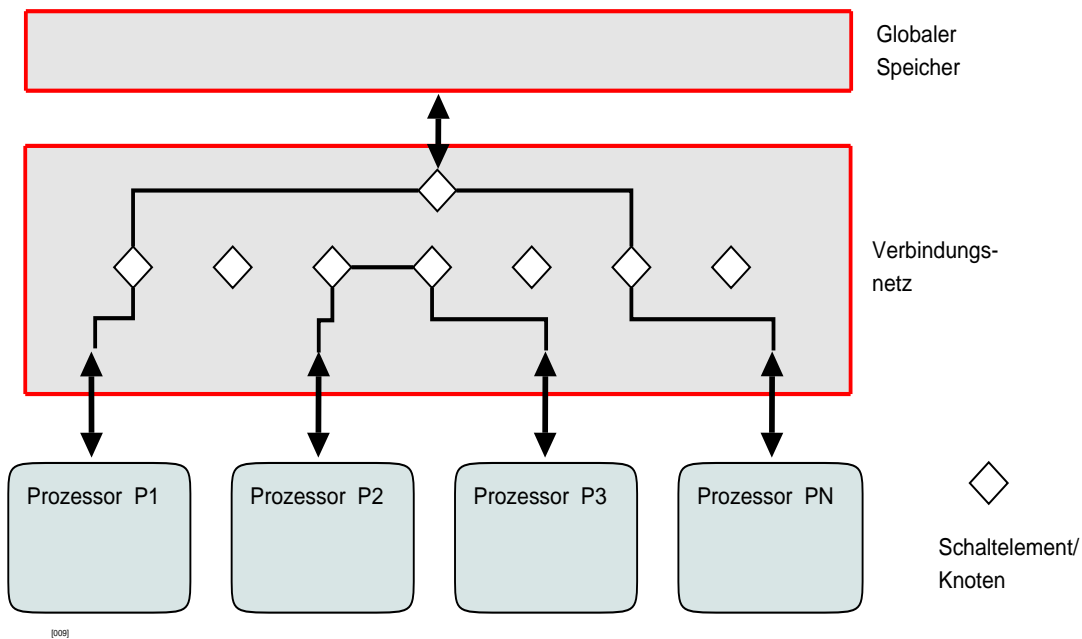 Globaler
Speicher
Verbindungs-
netz
Prozessor P1
Prozessor P2
Prozessor P3
Prozessor PN
Schaltelement/
Knoten
[009]